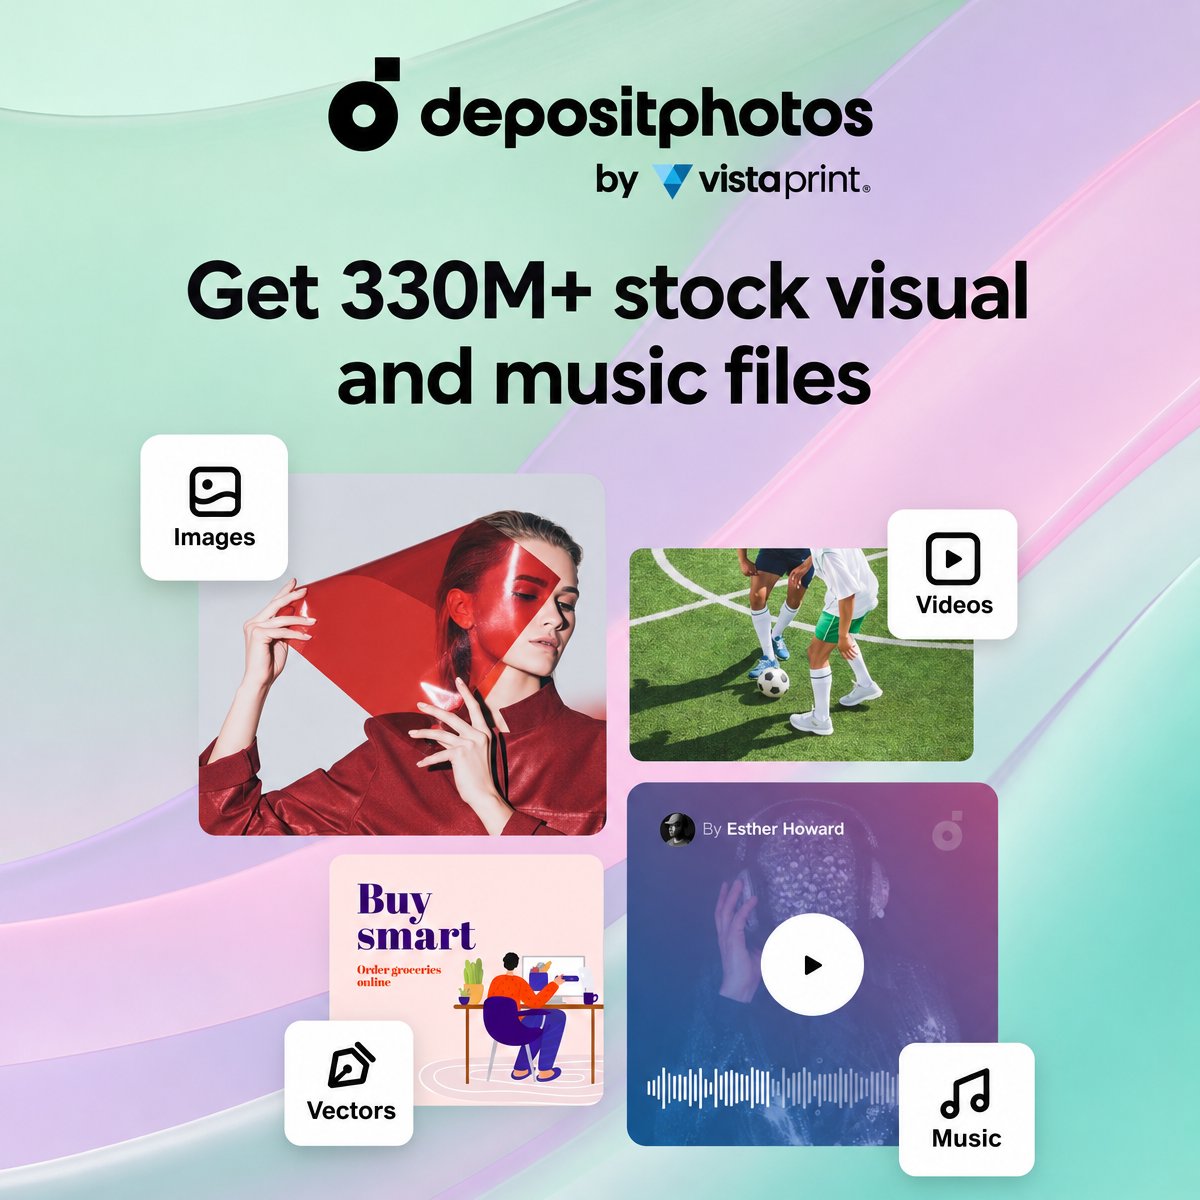 depositphotos
by vistaprint®
Get 330M+ stock visual
and music files
Images
Videos
By Esther Howard
Buy
smart
Order groceries
online
Vectors
Music